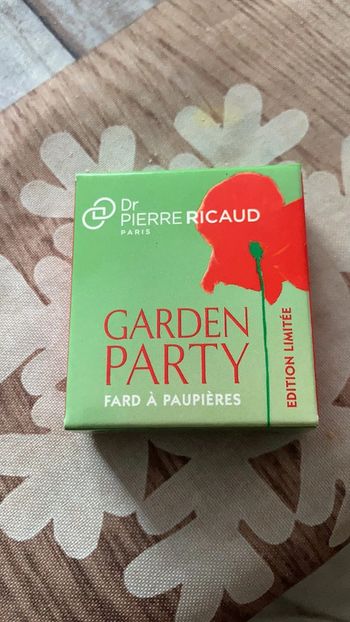 Dr
PIERRE RICAUD
PARIS
GARDEN
PARTY
FARD À PAUPIÈRES
EDITION LIMITÉE